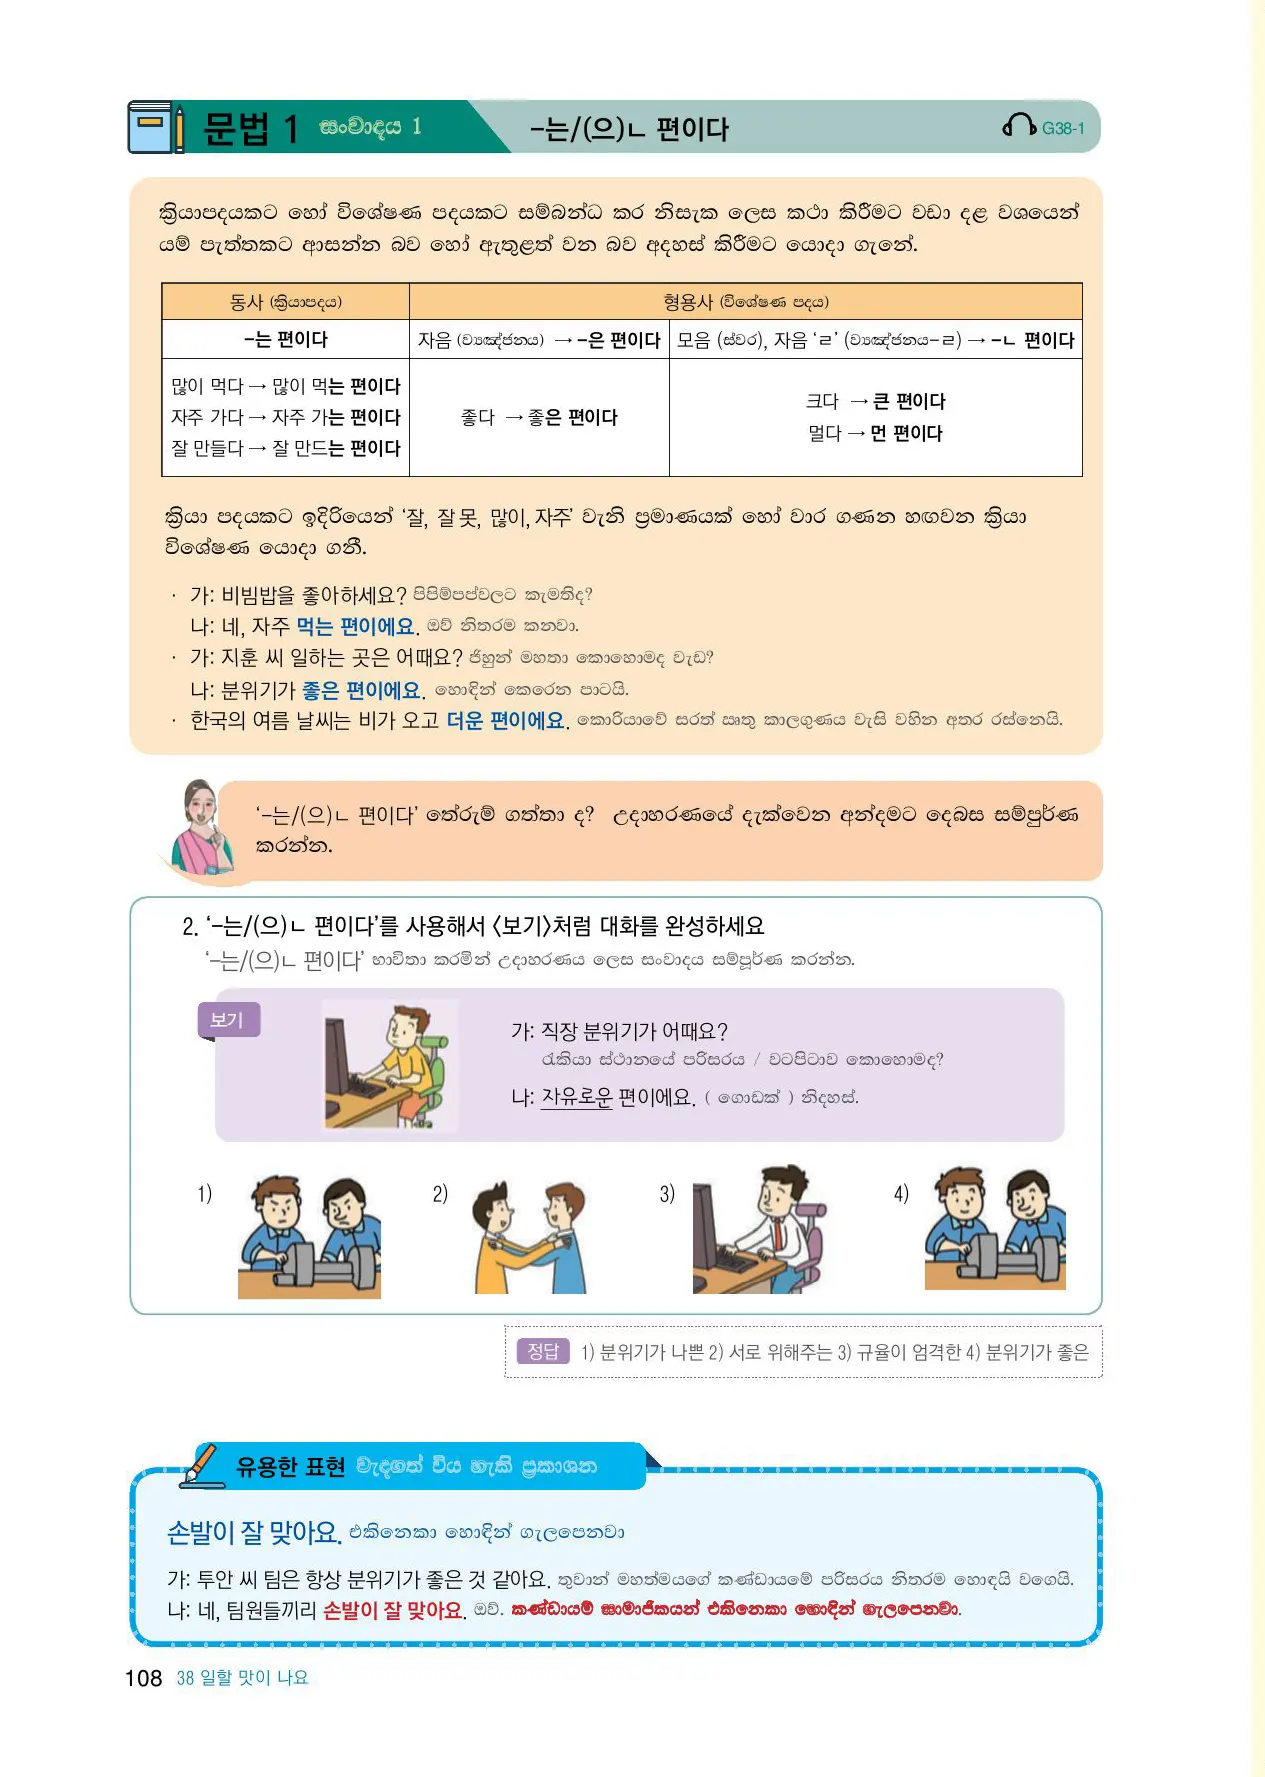 문법 1 සංවාදය 1 -는/(으)ㄴ 편이다 G38-1
ක්‍රියාපදයකට හෝ විශේෂණ පදයකට සම්බන්ධ කර නිසැක ලෙස කථා කිරීමට වඩා දළ වශයෙන්
යම් පැත්තකට ආසන්න බව හෝ ඇතුළත් වන බව අදහස් කිරීමට යොදා ගැනේ.
동사 (ක්‍රියාපදය) 형용사 (විශේෂණ පදය)
-는 편이다 자음 (ව්‍යඤ්ජනය) → -은 편이다 모음 (ස්වර), 자음 ‘ㄹ’ (ව්‍යඤ්ජනය-ㄹ) → -ㄴ 편이다
많이 먹다 → 많이 먹는 편이다
자주 가다 → 자주 가는 편이다
잘 만들다 → 잘 만드는 편이다
좋다 → 좋은 편이다
크다 → 큰 편이다
멀다 → 먼 편이다
ක්‍රියා පදයකට ඉදිරියෙන් ‘잘, 잘 못, 많이, 자주’ වැනි ප්‍රමාණයක් හෝ වාර ගණන හඟවන ක්‍රියා
විශේෂණ යොදා ගනී.
· 가: 비빔밥을 좋아하세요? පිපිම්පප්වලට කැමතිද?
나: 네, 자주 먹는 편이에요. ඔව් නිතරම කනවා.
· 가: 지훈 씨 일하는 곳은 어때요? ජිහුන් මහතා කොහොමද වැඩ?
나: 분위기가 좋은 편이에요. හොඳින් කෙරෙන පාටයි.
· 한국의 여름 날씨는 비가 오고 더운 편이에요. කොරියාවේ සරත් ඍතු කාලගුණය වැසි වහින අතර රස්නෙයි.
‘-는/(으)ㄴ 편이다’ තේරුම් ගත්තා ද? උදාහරණයේ දැක්වෙන අන්දමට දෙබස සම්පුර්ණ
කරන්න.
2. ‘-는/(으)ㄴ 편이다’를 사용해서 〈보기〉처럼 대화를 완성하세요
‘-는/(으)ㄴ 편이다’ භාවිතා කරමින් උදාහරණය ලෙස සංවාදය සම්පූර්ණ කරන්න.
보기
가: 직장 분위기가 어때요?
රැකියා ස්ථානයේ පරිසරය / වටපිටාව කොහොමද?
나: 자유로운 편이에요. ( ගොඩක් ) නිදහස්.
1) 2) 3) 4)
정답 1) 분위기가 나쁜 2) 서로 위해주는 3) 규율이 엄격한 4) 분위기가 좋은
유용한 표현 වැදගත් විය හැකි ප්‍රකාශන
손발이 잘 맞아요. එකිනෙකා හොඳින් ගැලපෙනවා
가: 투안 씨 팀은 항상 분위기가 좋은 것 같아요. තුවාන් මහත්මයගේ කණ්ඩායමේ පරිසරය නිතරම හොඳයි වගෙයි.
나: 네, 팀원들끼리 손발이 잘 맞아요. ඔව්. කණ්ඩායම් සාමාජිකයන් එකිනෙකා හොඳින් ගැලපෙනවා.
108 38 일할 맛이 나요